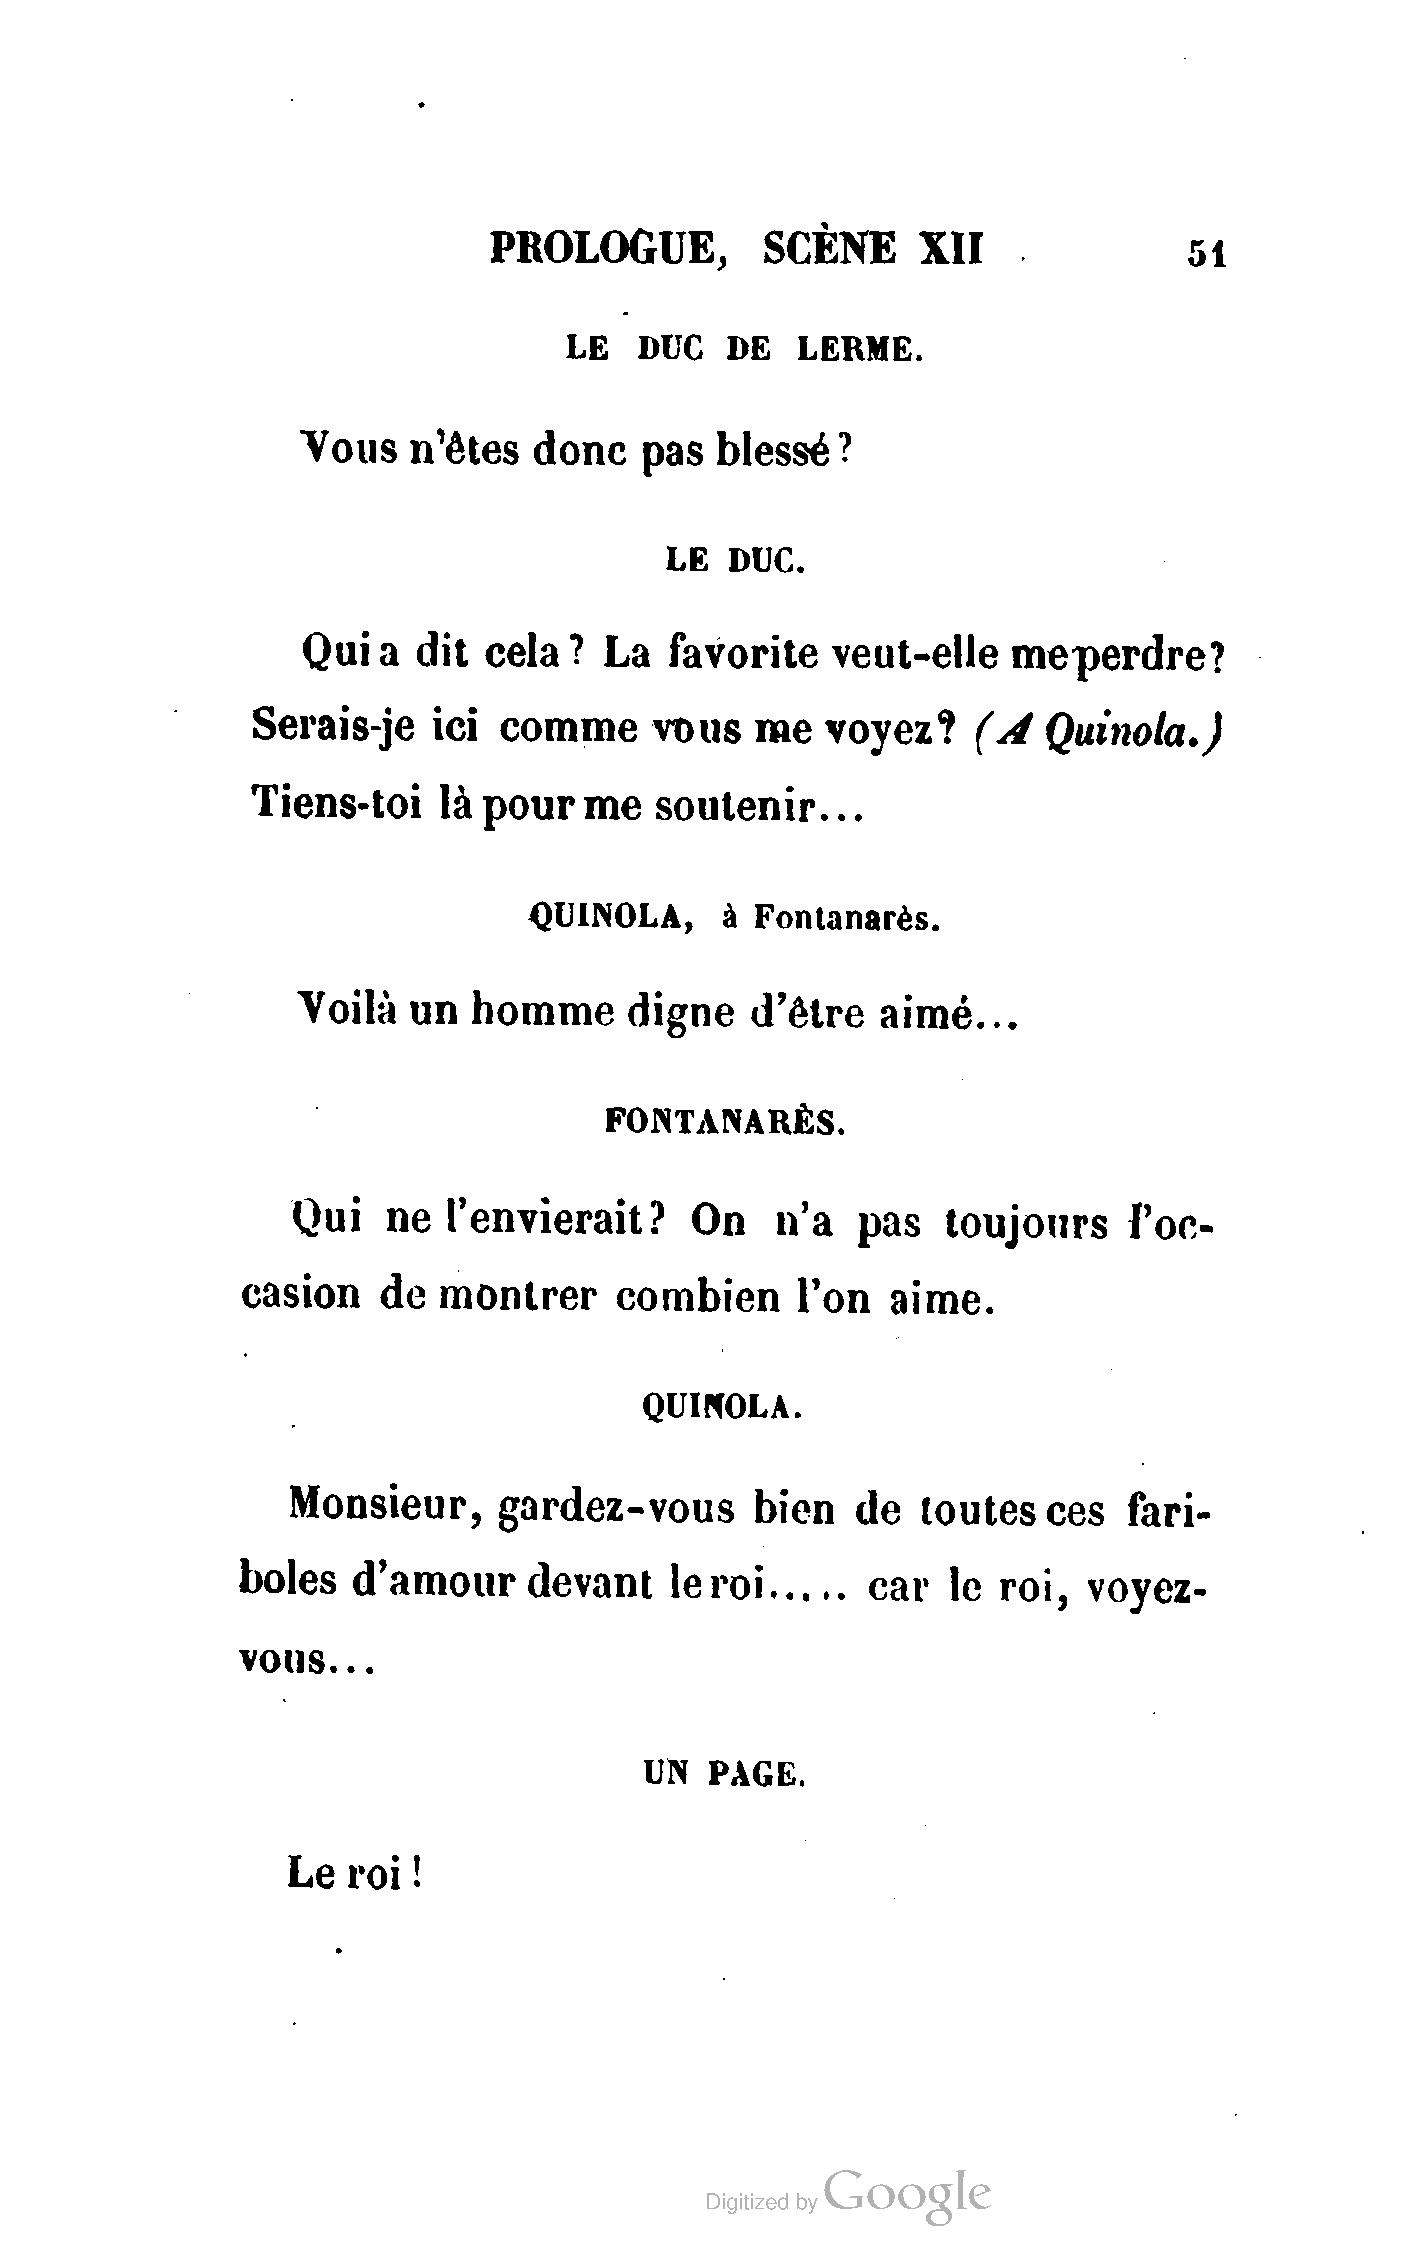 PROLOGUE, SCÈNE XII 51
LE DUC DE LERME.
Vous n'êtes donc pas blessé ?
LE DUC.
Qui a dit cela ? La favorite veut-elle me perdre?
Serais-je ici comme vous me voyez? (A Quinola.)
Tiens-toi là pour me soutenir...
QUINOLA, à Fontanarès.
Voilà un homme digne d'être aimé...
FONTANARÈS.
Qui ne l'envierait? On n'a pas toujours l'oc-
casion de montrer combien l'on aime.
QUINOLA.
Monsieur, gardez-vous bien de toutes ces fari-
boles d'amour devant le roi..... car le roi, voyez-
vous...
UN PAGE.
Le roi !
Digitized by Google